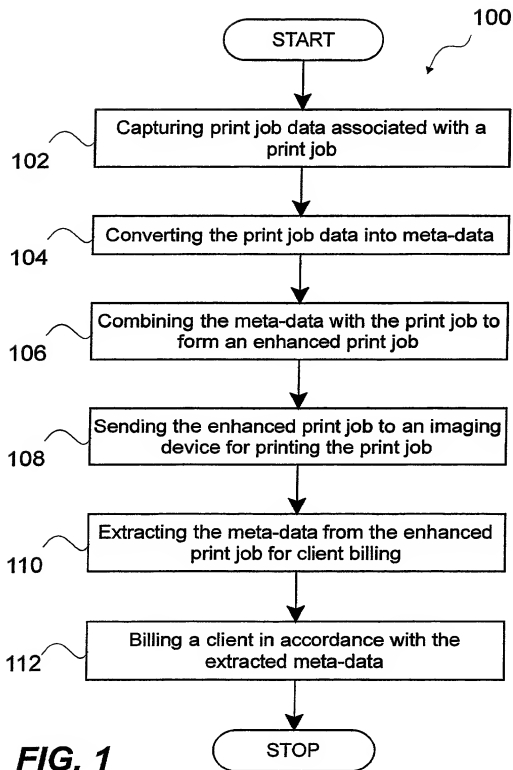 100
START
Capturing print job data associated with a
print job
102
Converting the print job data into meta-data
104
Combining the meta-data with the print job to
form an enhanced print job
106
Sending the enhanced print job to an imaging
device for printing the print job
108
Extracting the meta-data from the enhanced
print job for client billing
110
Billing a client in accordance with the
extracted meta-data
112
STOP
FIG. 1